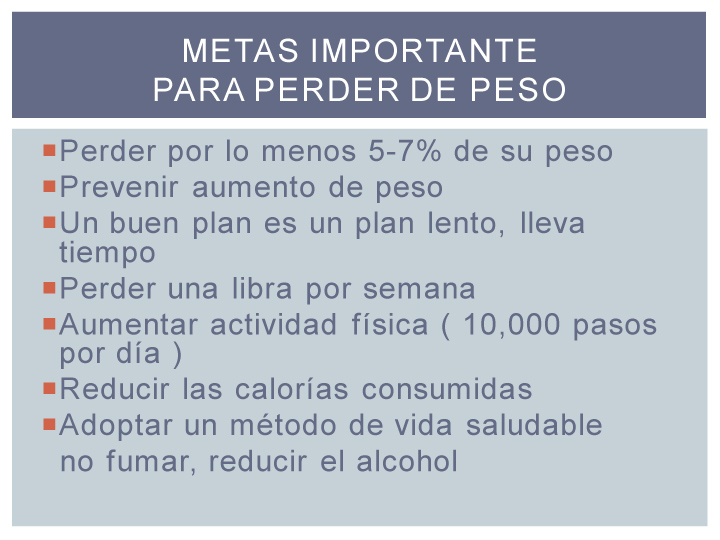 METAS IMPORTANTE
PARA PERDER DE PESO
Perder por lo menos 5-7% de su peso
Prevenir aumento de peso
Un buen plan es un plan lento, lleva
tiempo
Perder una libra por semana
Aumentar actividad física ( 10,000 pasos
por día )
Reducir las calorías consumidas
Adoptar un método de vida saludable
no fumar, reducir el alcohol